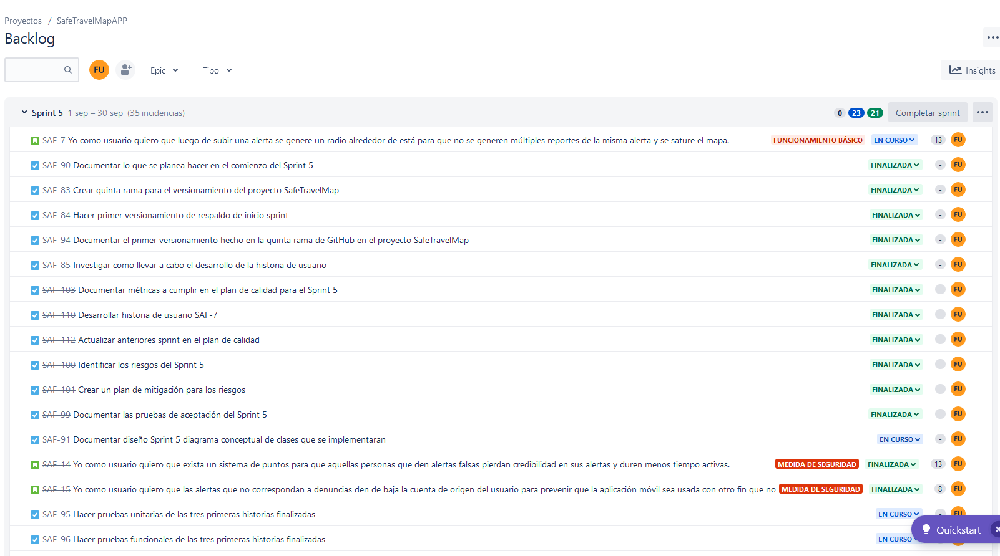 Proyectos / SafeTravelMapAPP
Backlog
FU Epic Tipo Insights
Sprint 5 1 sep – 30 sep (35 incidencias) 0 23 21 Completar sprint
SAF-7 Yo como usuario quiero que luego de subir una alerta se genere un radio alrededor de está para que no se generen múltiples reportes de la misma alerta y se sature el mapa. FUNCIONAMIENTO BÁSICO EN CURSO 13 FU
SAF-90 Documentar lo que se planea hacer en el comienzo del Sprint 5 FINALIZADA - FU
SAF-83 Crear quinta rama para el versionamiento del proyecto SafeTravelMap FINALIZADA - FU
SAF-84 Hacer primer versionamiento de respaldo de inicio sprint FINALIZADA - FU
SAF-94 Documentar el primer versionamiento hecho en la quinta rama de GitHub en el proyecto SafeTravelMap FINALIZADA - FU
SAF-85 Investigar como llevar a cabo el desarrollo de la historia de usuario FINALIZADA - FU
SAF-103 Documentar métricas a cumplir en el plan de calidad para el Sprint 5 FINALIZADA - FU
SAF-110 Desarrollar historia de usuario SAF-7 FINALIZADA - FU
SAF-112 Actualizar anteriores sprint en el plan de calidad FINALIZADA - FU
SAF-100 Identificar los riesgos del Sprint 5 FINALIZADA - FU
SAF-101 Crear un plan de mitigación para los riesgos FINALIZADA - FU
SAF-99 Documentar las pruebas de aceptación del Sprint 5 FINALIZADA - FU
SAF-91 Documentar diseño Sprint 5 diagrama conceptual de clases que se implementaran EN CURSO - FU
SAF-14 Yo como usuario quiero que exista un sistema de puntos para que aquellas personas que den alertas falsas pierdan credibilidad en sus alertas y duren menos tiempo activas. MEDIDA DE SEGURIDAD FINALIZADA 13 FU
SAF-15 Yo como usuario quiero que las alertas que no correspondan a denuncias den de baja la cuenta de origen del usuario para prevenir que la aplicación móvil sea usada con otro fin que no MEDIDA DE SEGURIDAD FINALIZADA 8 FU
SAF-95 Hacer pruebas unitarias de las tres primeras historias finalizadas EN CURSO - FU
Quickstart
SAF-96 Hacer pruebas funcionales de las tres primeras historias finalizadas EN CURSO